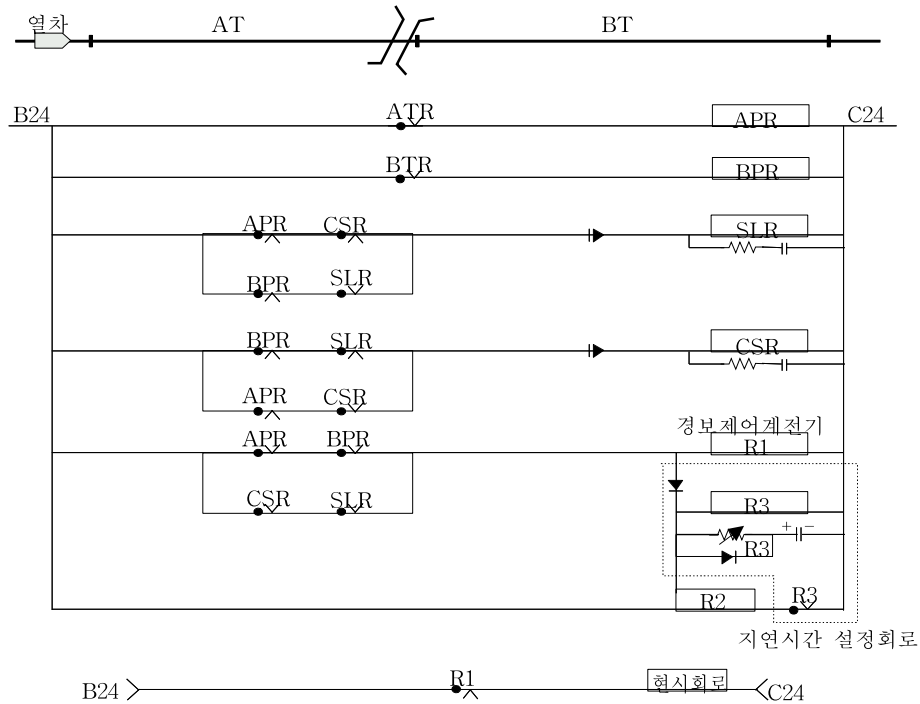 열차 AT BT
B24 ATR APR C24
BTR BPR
APR CSR SLR
BPR SLR
BPR SLR CSR
APR CSR
경보제어계전기
APR BPR R1
CSR SLR R3
+ −
R3
R2 R3
지연시간 설정회로
B24 R1 현시회로 C24